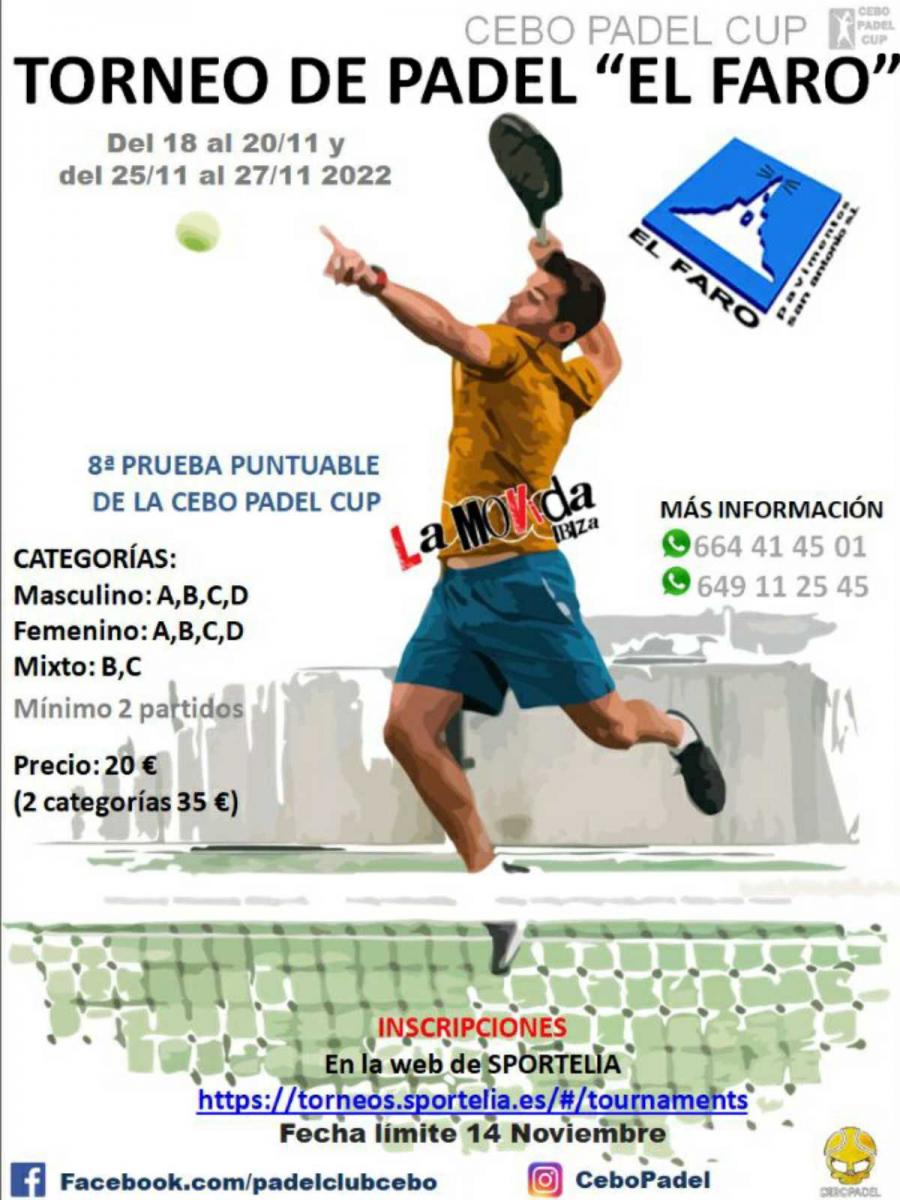 CEBO PADEL CUP
CEBO
PADEL
CUP
TORNEO DE PADEL “EL FARO”
Del 18 al 20/11 y
del 25/11 al 27/11 2022
EL FARO
pavimentos
san antonio s.l.
8ª PRUEBA PUNTUABLE
DE LA CEBO PADEL CUP
La MOVida
IBIZa
MÁS INFORMACIÓN
664 41 45 01
649 11 25 45
CATEGORÍAS:
Masculino: A,B,C,D
Femenino: A,B,C,D
Mixto: B,C
Mínimo 2 partidos
Precio: 20 €
(2 categorías 35 €)
INSCRIPCIONES
En la web de SPORTELIA
https://torneos.sportelia.es/#/tournaments
Fecha límite 14 Noviembre
Facebook.com/padelclubcebo
CeboPadel
CEBOPADEL